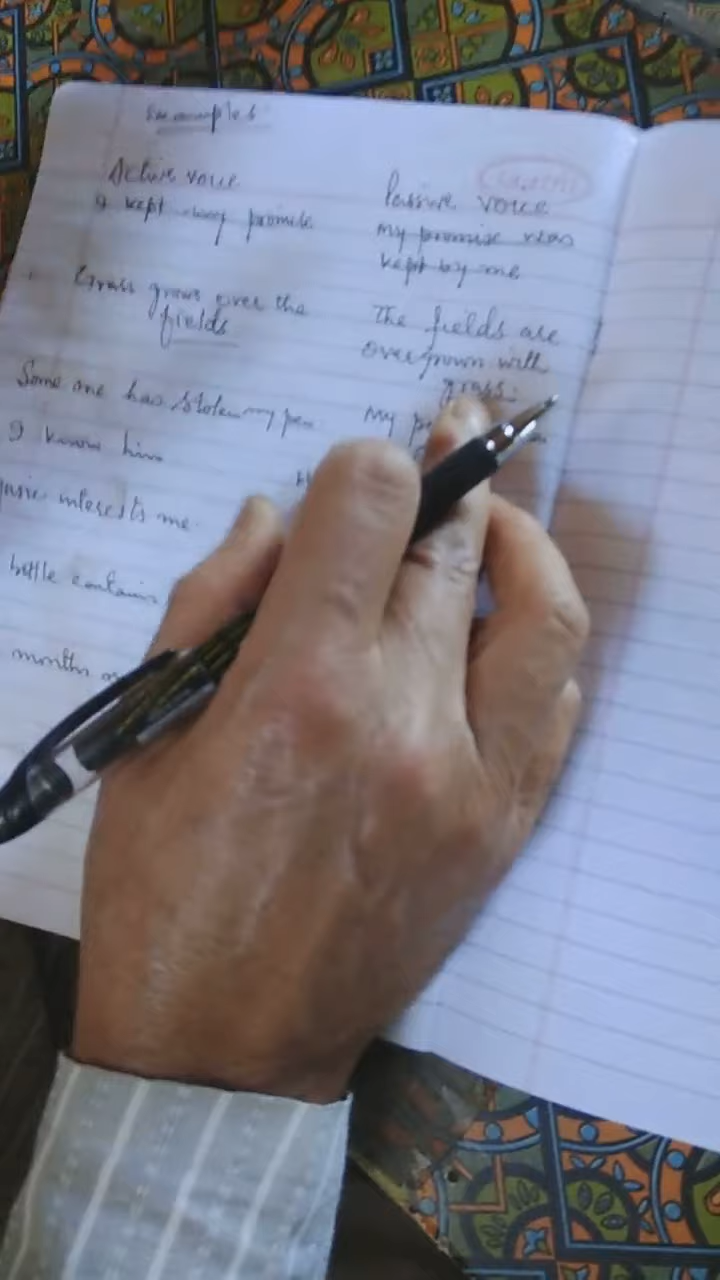 Examples
Active voice
Passive voice
I kept my promise
my promise was
kept by me
Grass grows over the
fields
The fields are
overgrown with
grass.
Some one has stolen my pen
My
I know him
interests me
bottle contains
months